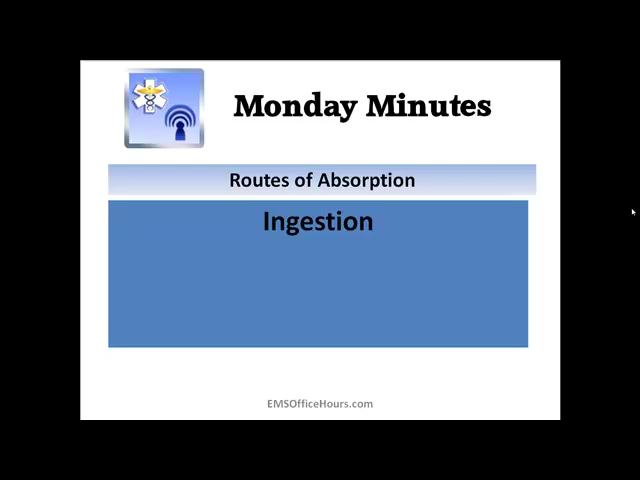 Monday Minutes
Routes of Absorption
Ingestion
EMSOfficeHours.com